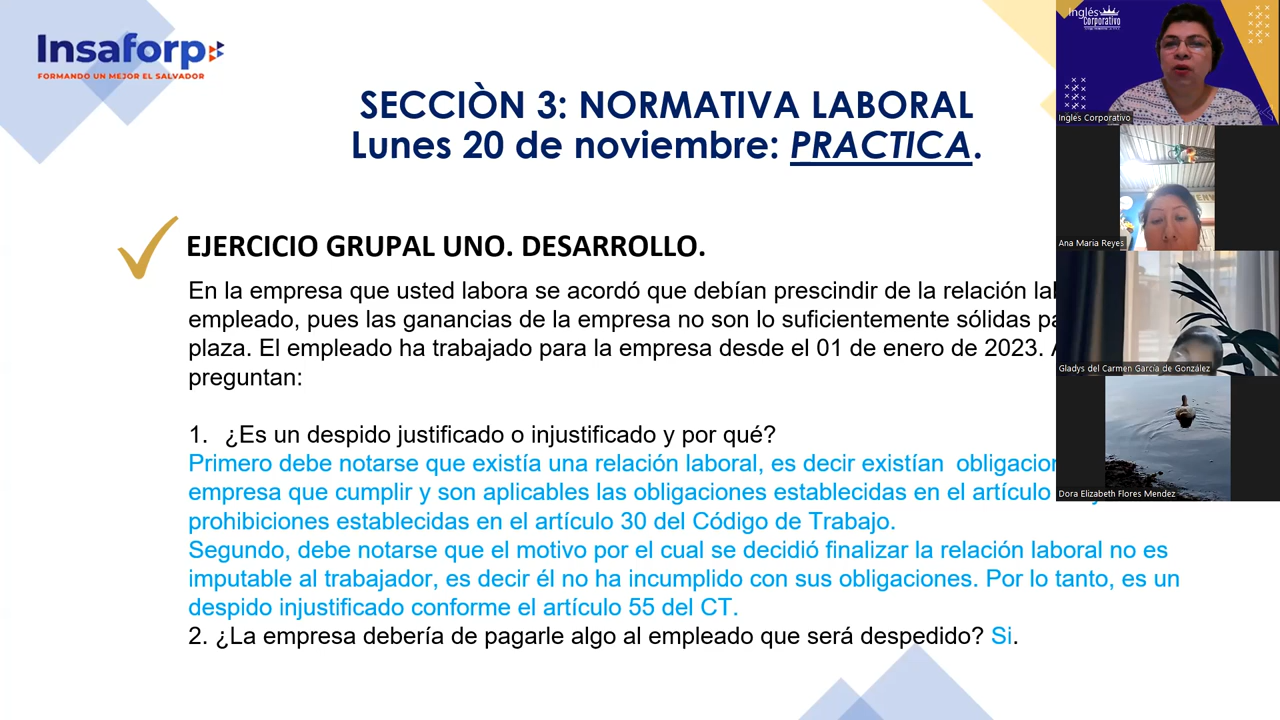 Insaforp
FORMANDO UN MEJOR EL SALVADOR
SECCIÒN 3: NORMATIVA LABORAL
Lunes 20 de noviembre: PRACTICA.
EJERCICIO GRUPAL UNO. DESARROLLO.
En la empresa que usted labora se acordó que debían prescindir de la relación
empleado, pues las ganancias de la empresa no son lo suficientemente sólidas
plaza. El empleado ha trabajado para la empresa desde el 01 de enero de 2023.
preguntan:
1. ¿Es un despido justificado o injustificado y por qué?
Primero debe notarse que existía una relación laboral, es decir existían
empresa que cumplir y son aplicables las obligaciones establecidas en el artículo
prohibiciones establecidas en el artículo 30 del Código de Trabajo.
Segundo, debe notarse que el motivo por el cual se decidió finalizar la relación laboral no es
imputable al trabajador, es decir él no ha incumplido con sus obligaciones. Por lo tanto, es un
despido injustificado conforme el artículo 55 del CT.
2. ¿La empresa debería de pagarle algo al empleado que será despedido? Si.
Inglés
Corporativo
Inglés Corporativo
Ana Maria Reyes
Gladys del Carmen García de González
Dora Elizabeth Flores Mendez